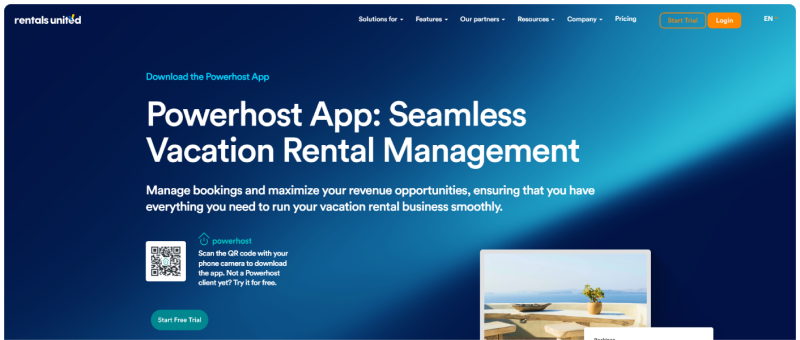 rentals united
Solutions for
Features
Our partners
Resources
Company
Pricing
Start Trial
Login
EN
Download the Powerhost App
Powerhost App: Seamless
Vacation Rental Management
Manage bookings and maximize your revenue opportunities, ensuring that you have
everything you need to run your vacation rental business smoothly.
powerhost
Scan the QR code with your
phone camera to download
the app. Not a Powerhost
client yet? Try it for free.
Start Free Trial